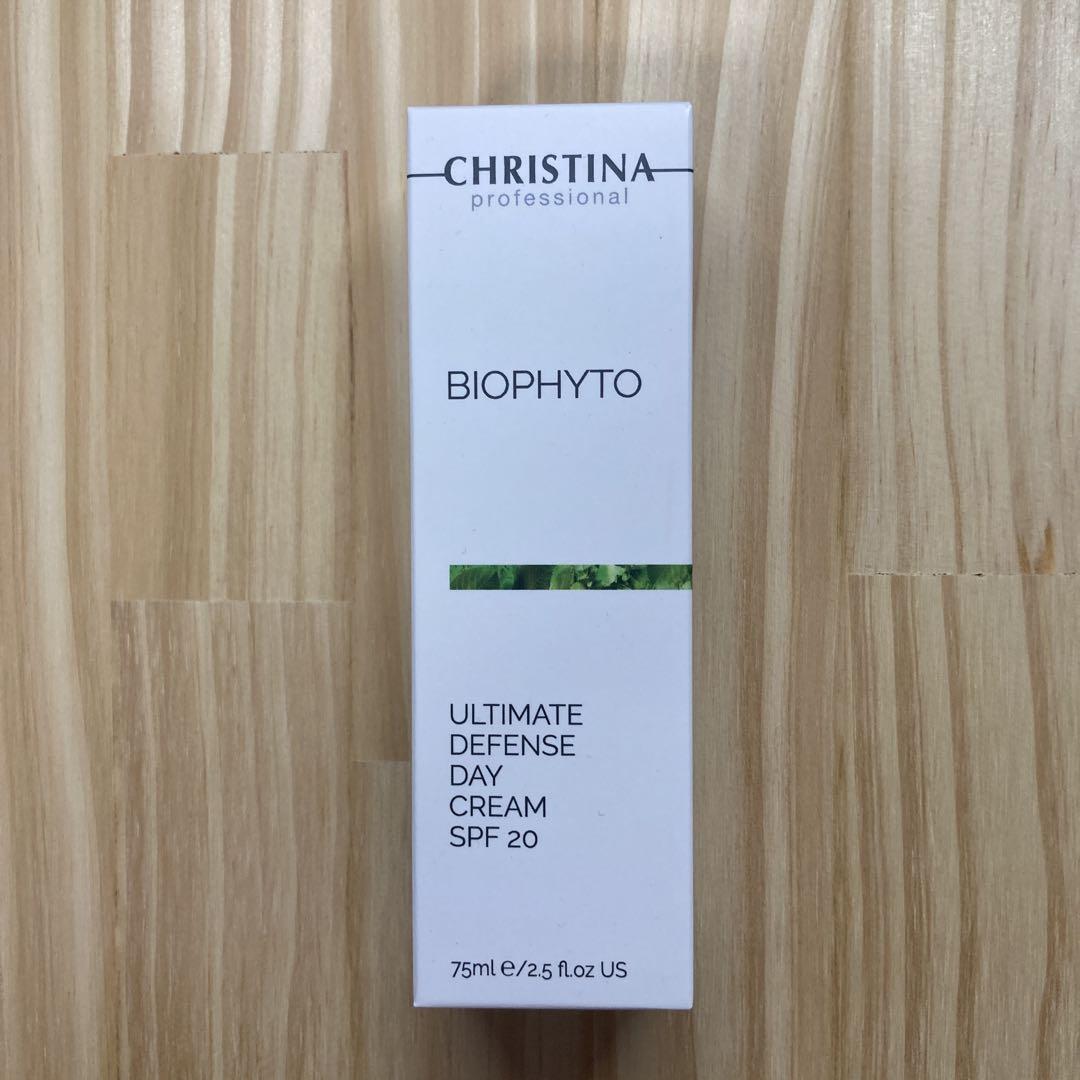 CHRISTINA
professional
BIOPHYTO
ULTIMATE
DEFENSE
DAY
CREAM
SPF 20
75ml ℮/2.5 fl.oz US